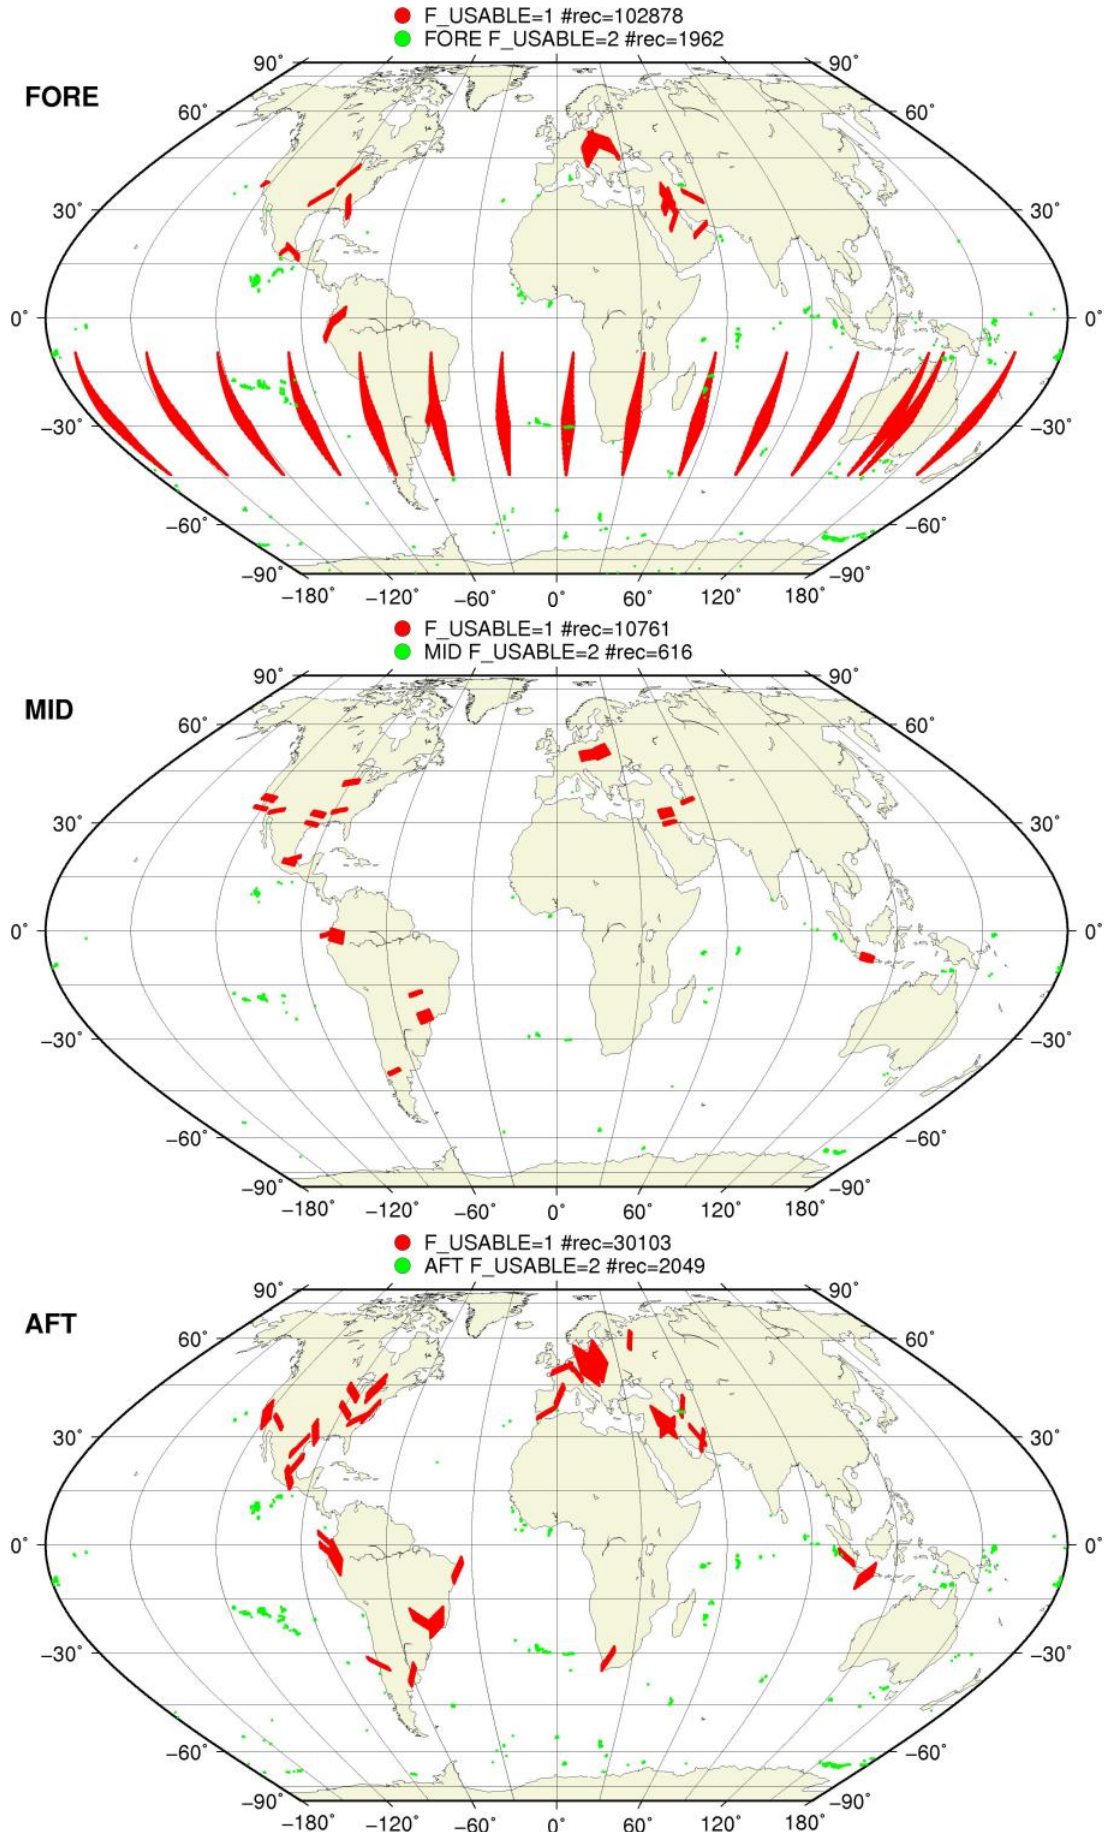 F_USABLE=1 #rec=102878
FORE F_USABLE=2 #rec=1962
FORE
90˚ 90˚
60˚ 60˚
30˚ 30˚
0˚ 0˚
−30˚ −30˚
−60˚ −60˚
−90˚ −90˚
−180˚ −120˚ −60˚ 0˚ 60˚ 120˚ 180˚
F_USABLE=1 #rec=10761
MID F_USABLE=2 #rec=616
MID
90˚ 90˚
60˚ 60˚
30˚ 30˚
0˚ 0˚
−30˚ −30˚
−60˚ −60˚
−90˚ −90˚
−180˚ −120˚ −60˚ 0˚ 60˚ 120˚ 180˚
F_USABLE=1 #rec=30103
AFT F_USABLE=2 #rec=2049
AFT
90˚ 90˚
60˚ 60˚
30˚ 30˚
0˚ 0˚
−30˚ −30˚
−60˚ −60˚
−90˚ −90˚
−180˚ −120˚ −60˚ 0˚ 60˚ 120˚ 180˚